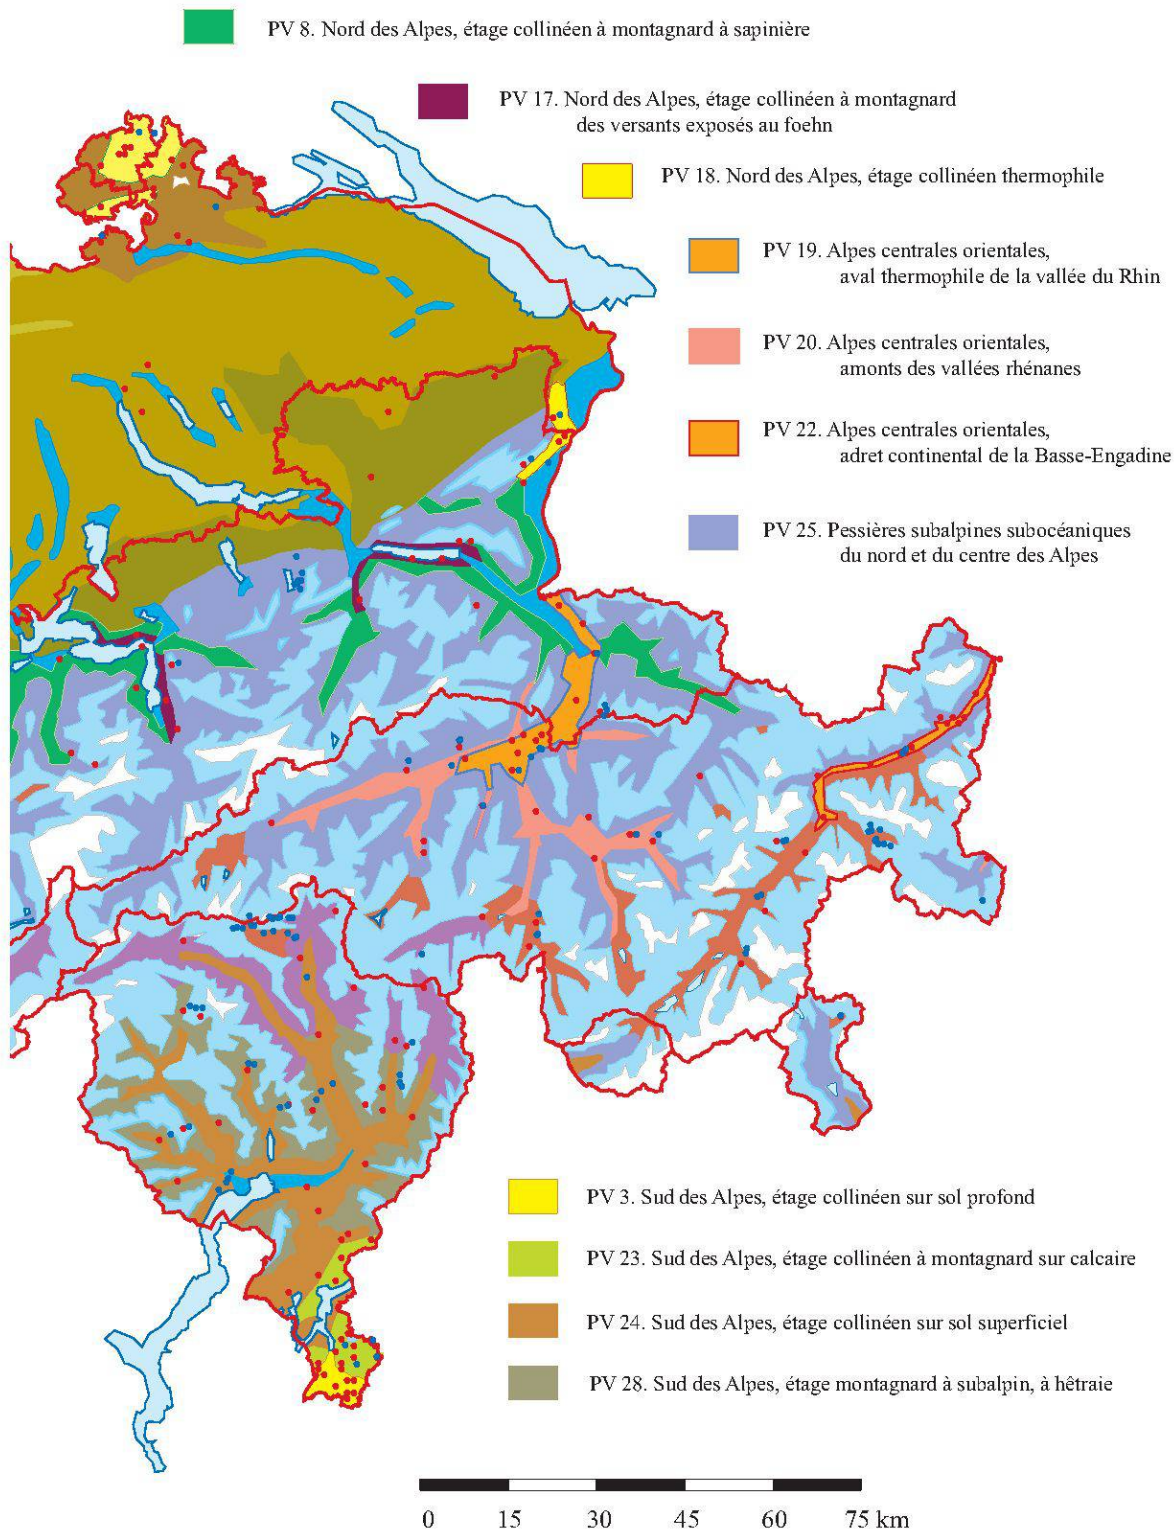 PV 8. Nord des Alpes, étage collinéen à montagnard à sapinière
PV 17. Nord des Alpes, étage collinéen à montagnard
des versants exposés au foehn
PV 18. Nord des Alpes, étage collinéen thermophile
PV 19. Alpes centrales orientales,
aval thermophile de la vallée du Rhin
PV 20. Alpes centrales orientales,
amonts des vallées rhénanes
PV 22. Alpes centrales orientales,
adret continental de la Basse-Engadine
PV 25. Pessières subalpines subocéaniques
du nord et du centre des Alpes
PV 3. Sud des Alpes, étage collinéen sur sol profond
PV 23. Sud des Alpes, étage collinéen à montagnard sur calcaire
PV 24. Sud des Alpes, étage collinéen sur sol superficiel
PV 28. Sud des Alpes, étage montagnard à subalpin, à hêtraie
0 15 30 45 60 75 km